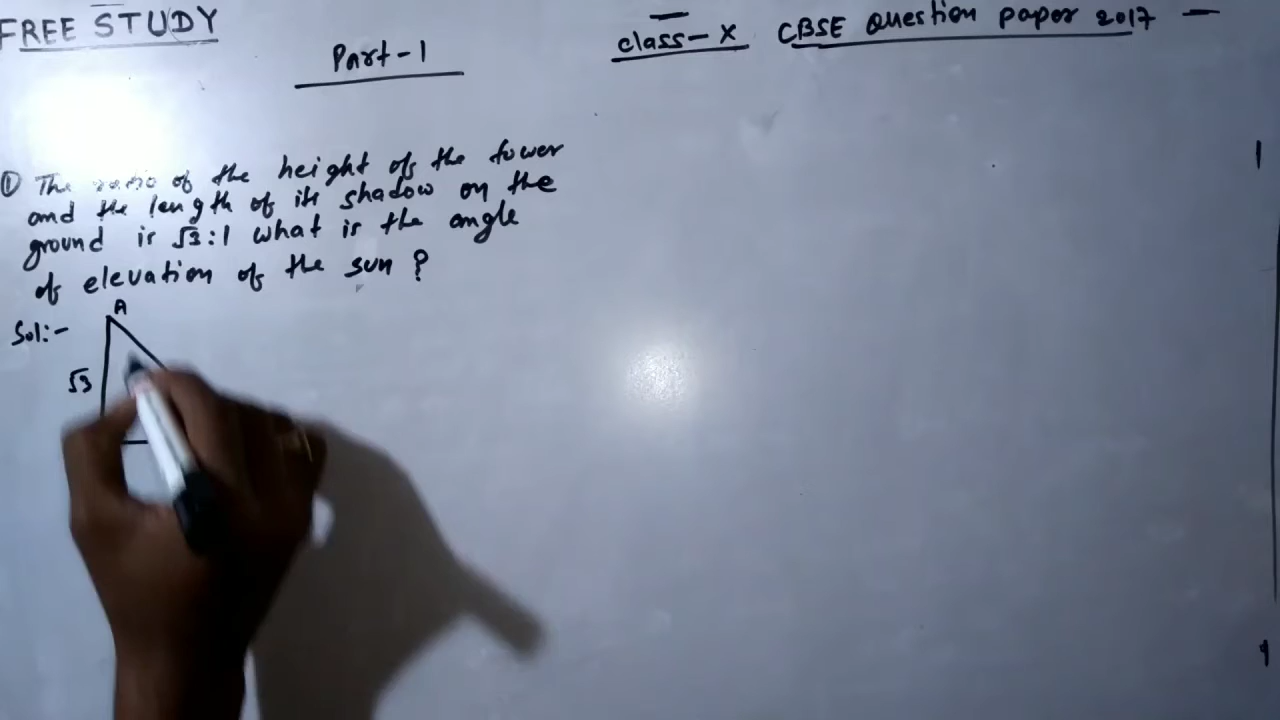 FREE STUDY
Part-1
class-X CBSE question paper 2017 —
① The ratio of the height of the tower
and the length of its shadow on the
ground is √3:1 what is the angle
of elevation of the sun ?
Sol:-
A
√3